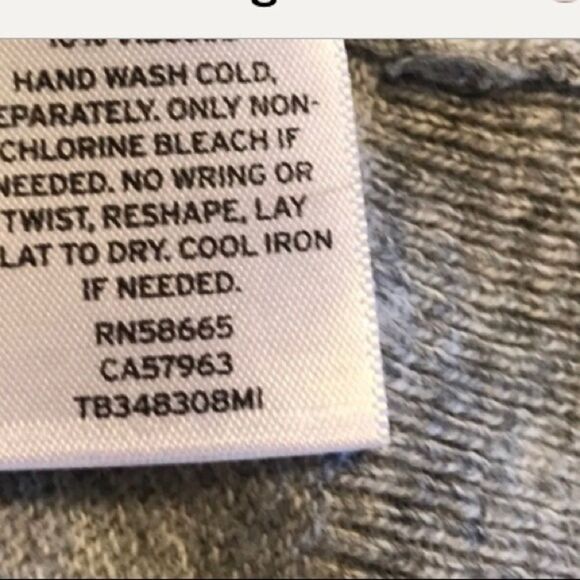 HAND WASH COLD,
EPARATELY. ONLY NON-
CHLORINE BLEACH IF
NEEDED. NO WRING OR
TWIST, RESHAPE, LAY
LAT TO DRY. COOL IRON
IF NEEDED.
RN58665
CA57963
TB348308MI